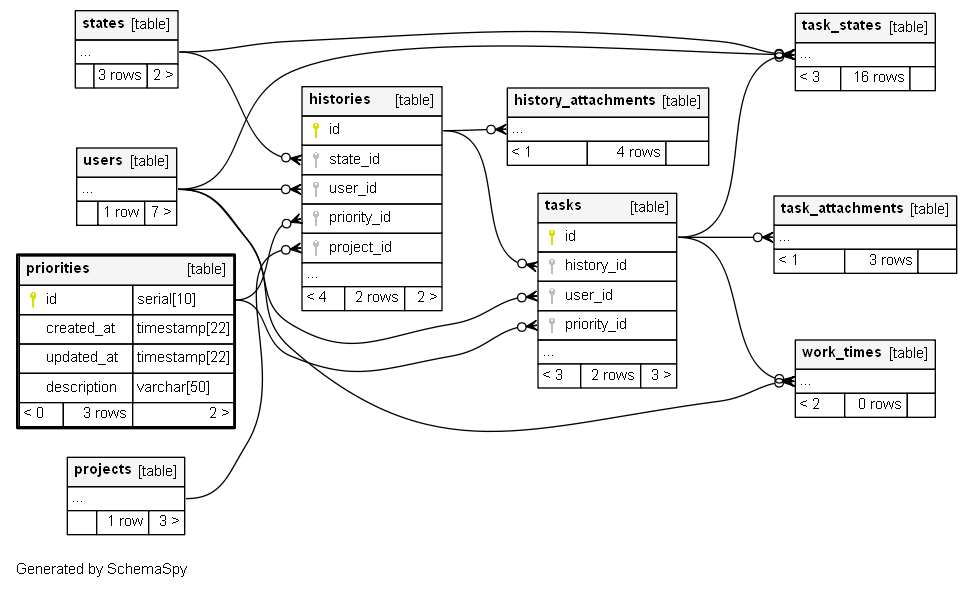 states [table]
...
3 rows 2 >
users [table]
...
1 row 7 >
priorities [table]
id serial[10]
created_at timestamp[22]
updated_at timestamp[22]
description varchar[50]
< 0 3 rows 2 >
projects [table]
...
1 row 3 >
histories [table]
id
state_id
user_id
priority_id
project_id
...
< 4 2 rows 2 >
history_attachments [table]
...
< 1 4 rows
tasks [table]
id
history_id
user_id
priority_id
...
< 3 2 rows 3 >
task_states [table]
...
< 3 16 rows
task_attachments [table]
...
< 1 3 rows
work_times [table]
...
< 2 0 rows
Generated by SchemaSpy